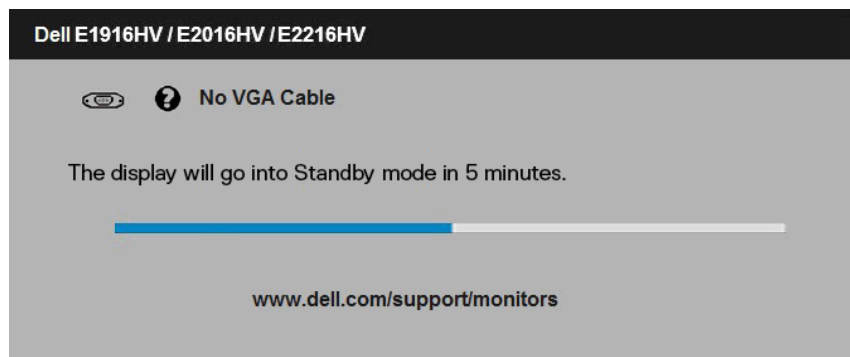 Dell E1916HV / E2016HV / E2216HV
No VGA Cable
The display will go into Standby mode in 5 minutes.
www.dell.com/support/monitors